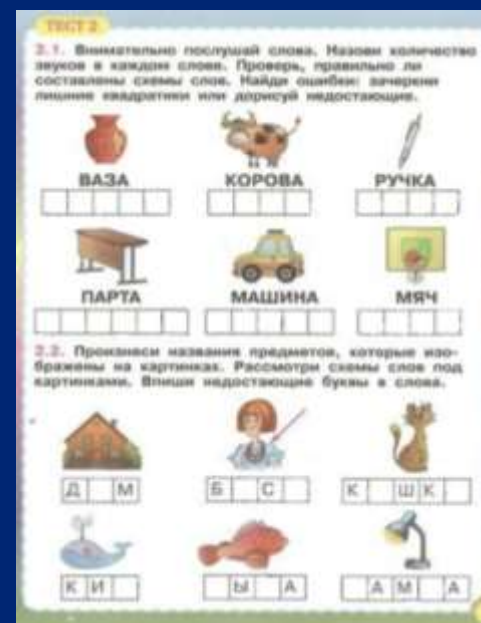 ТЕСТ 2
2.1. Внимательно послушай слова. Назови количество
звуков в каждом слове. Проверь, правильно ли
составлены схемы слов. Найди ошибки: зачеркни
лишние квадратики или дорисуй недостающие.
ВАЗА КОРОВА РУЧКА
ПАРТА МАШИНА МЯЧ
2.2. Произнеси названия предметов, которые изо-
бражены на картинках. Рассмотри схемы слов под
картинками. Впиши недостающие буквы в слова.
Д М Б С К ШК
К И Ы А А М А